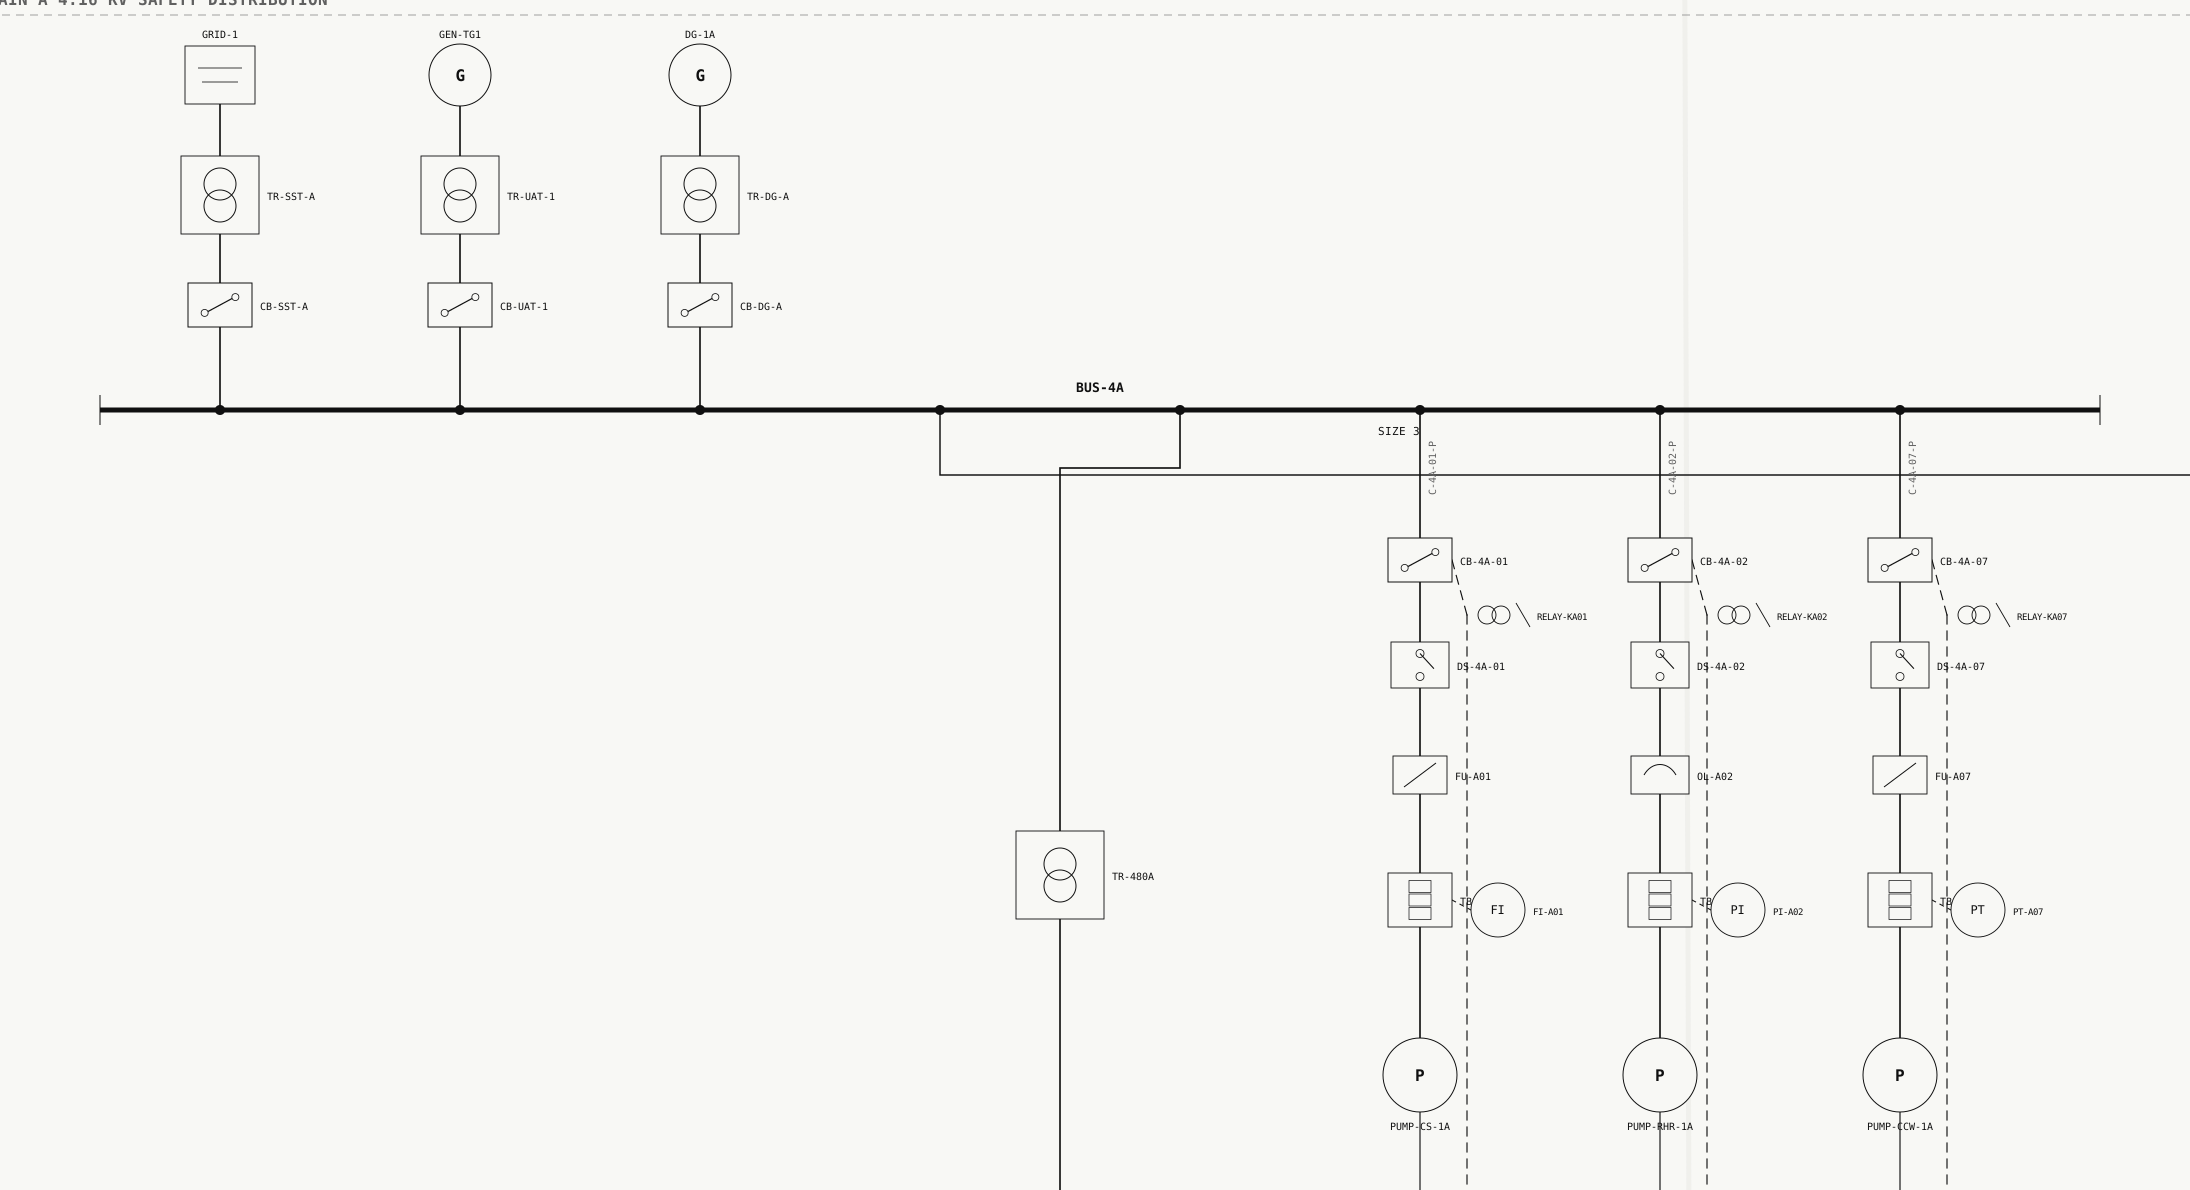 GRID-1
GEN-TG1
DG-1A
G
G
TR-SST-A
TR-UAT-1
TR-DG-A
CB-SST-A
CB-UAT-1
CB-DG-A
BUS-4A
SIZE 3
C-4A-01-P
C-4A-02-P
C-4A-07-P
CB-4A-01
CB-4A-02
CB-4A-07
RELAY-KA01
RELAY-KA02
RELAY-KA07
DS-4A-01
DS-4A-02
DS-4A-07
FU-A01
OL-A02
FU-A07
TR-480A
FI
FI-A01
PI
PI-A02
PT
PT-A07
P
P
P
PUMP-CS-1A
PUMP-RHR-1A
PUMP-CCW-1A